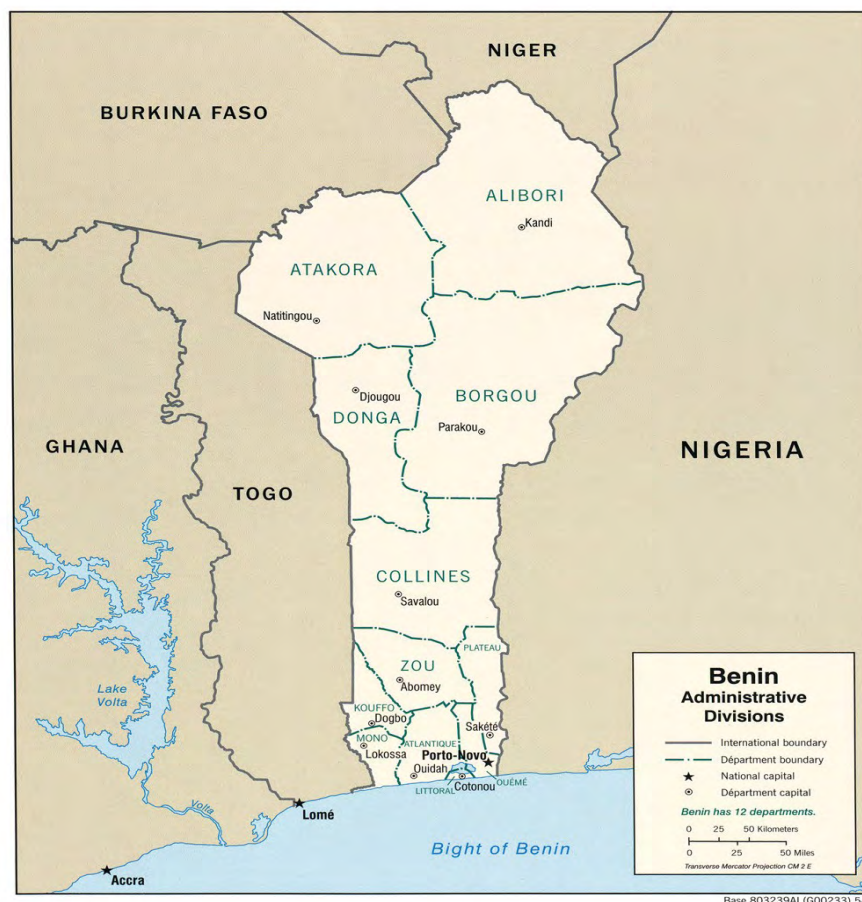 NIGER
BURKINA FASO
ALIBORI
Kandi
ATAKORA
Natitingou
Djougou
DONGA
BORGOU
Parakou
GHANA
TOGO
NIGERIA
COLLINES
Savalou
PLATEAU
ZOU
Abomey
KOUFFO
Dogbo
MONO
Lokossa
ATLANTIQUE
Sakété
Porto-Novo
Ouidah
LITTORAL
Cotonou
OUÉMÉ
Lake
Volta
Volta
Lomé
Accra
Bight of Benin
Benin
Administrative
Divisions
International boundary
Département boundary
National capital
Départment capital
Benin has 12 departments.
0 25 50 Kilometers
0 25 50 Miles
Transverse Mercator Projection CM 2 E